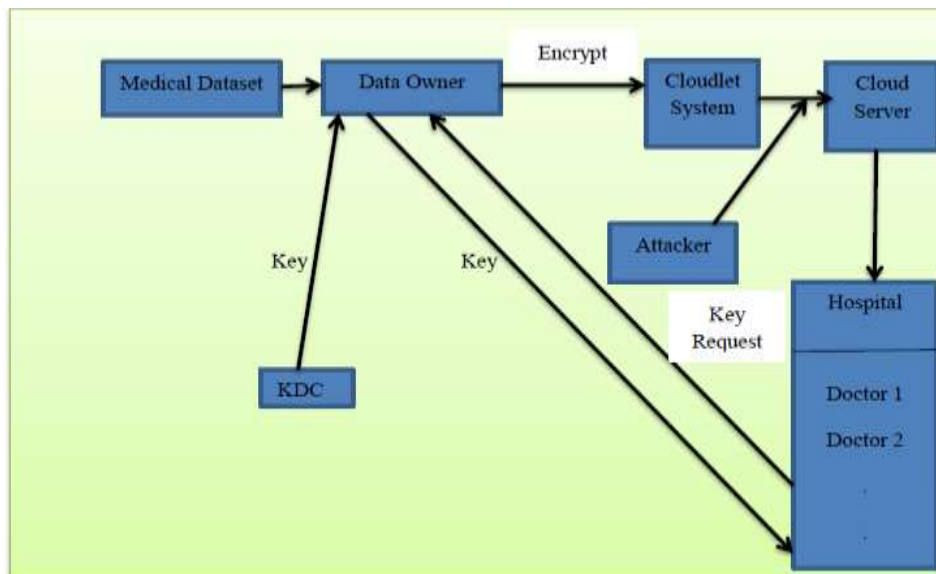 Encrypt
Medical Dataset
Data Owner
Cloudlet
System
Cloud
Server
Attacker
Key
Key
Key
Request
Hospital
KDC
Doctor 1
Doctor 2
.
.